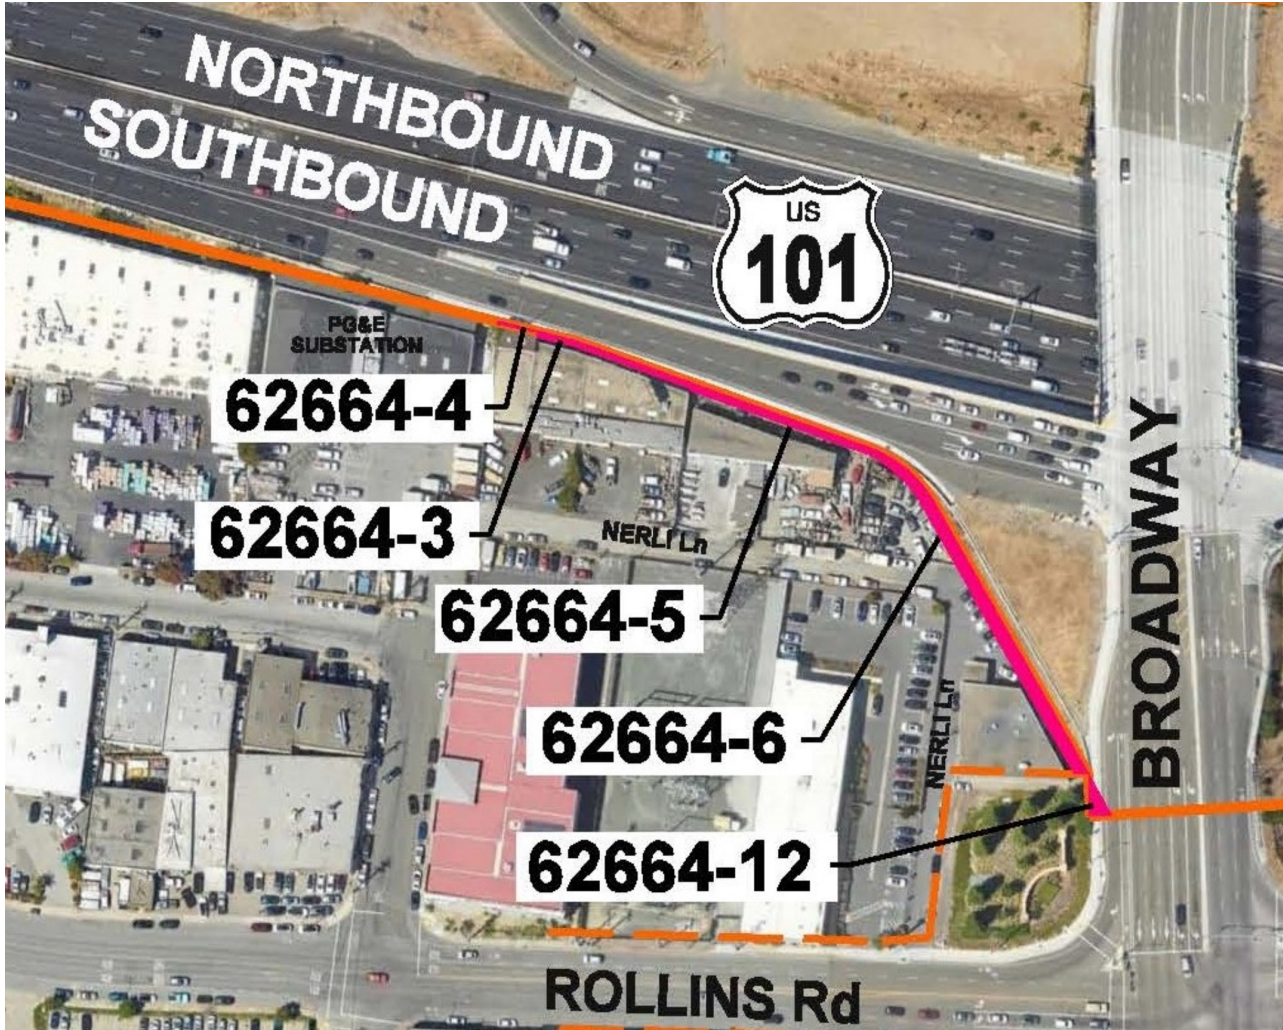 NORTHBOUND
SOUTHBOUND
US
101
PG&E
SUBSTATION
62664-4
62664-3
NERLI Ln
62664-5
62664-6
NERLI Ln
62664-12
BROADWAY
ROLLINS Rd